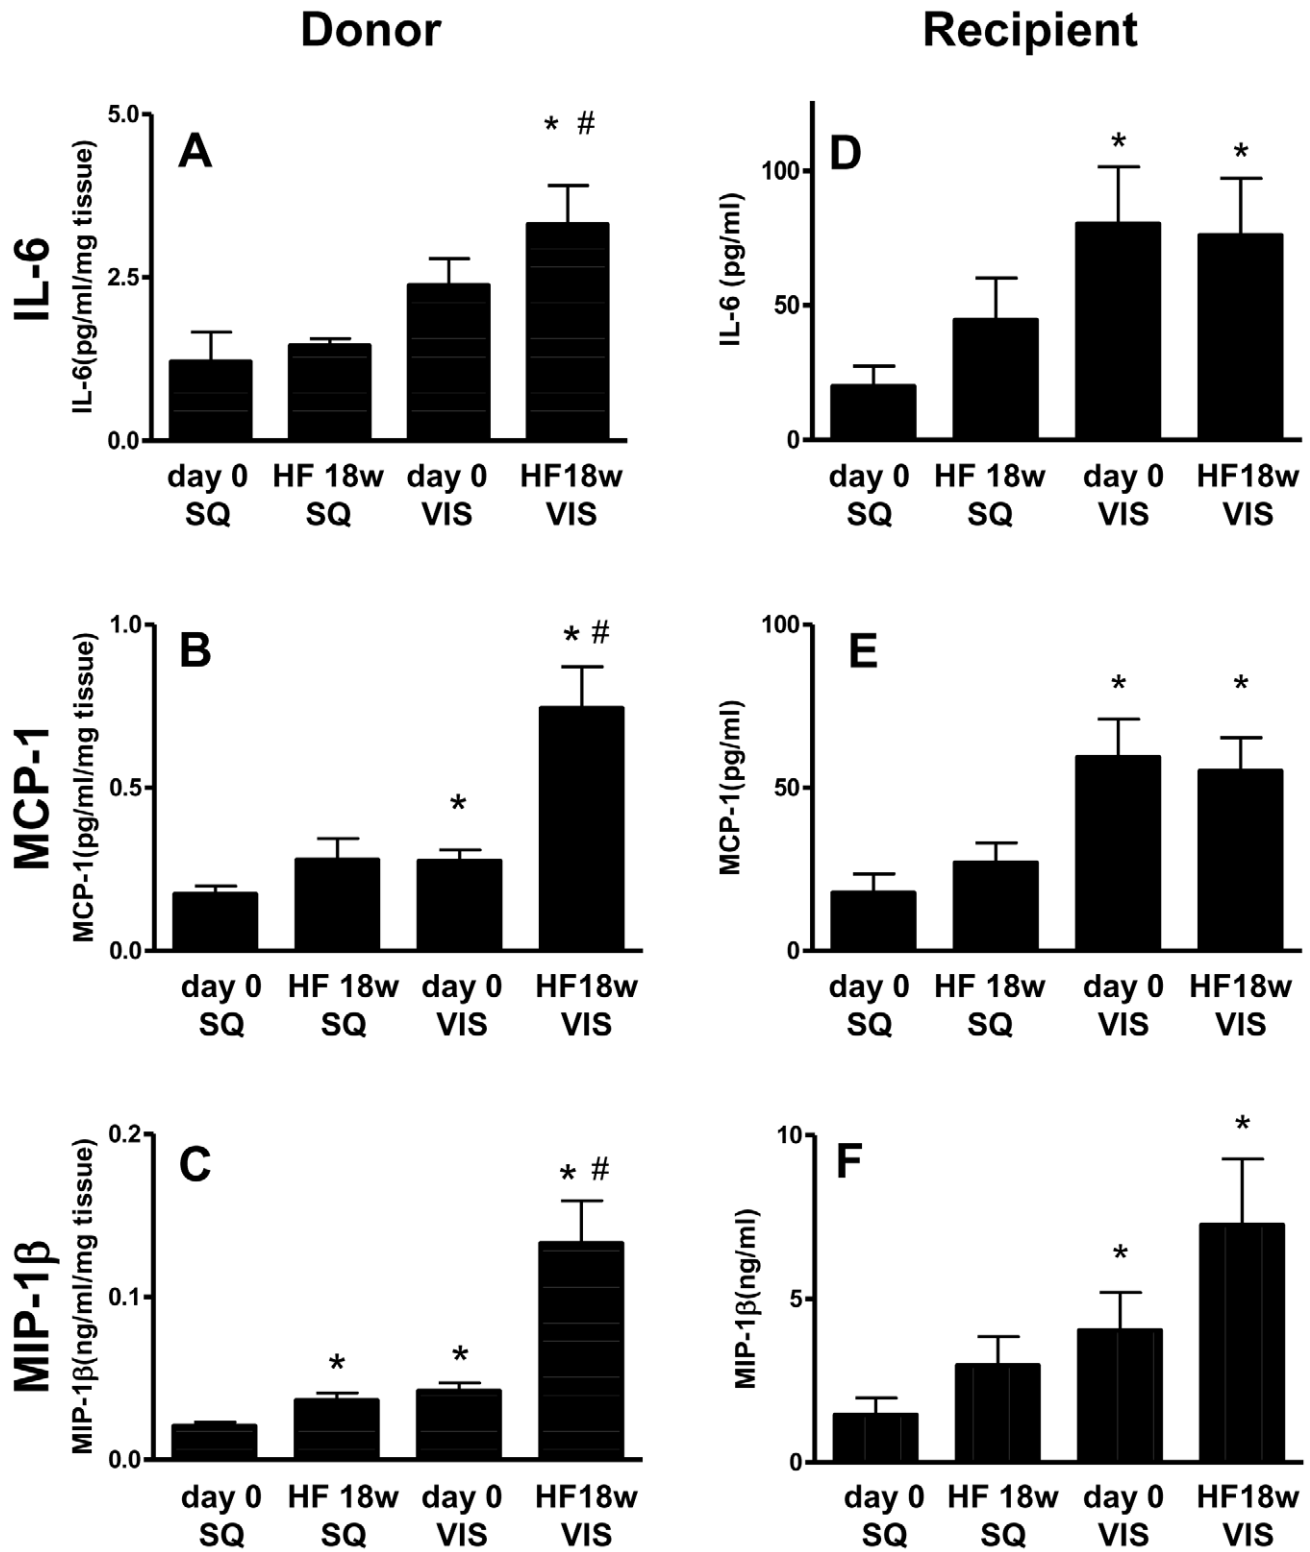 Donor
Recipient
IL-6
IL-6(pg/ml/mg tissue)
5.0
2.5
0.0
A
* #
day 0 HF 18w day 0 HF18w
SQ SQ VIS VIS
IL-6 (pg/ml)
100
50
0
D
* *
day 0 HF 18w day 0 HF18w
SQ SQ VIS VIS
MCP-1
MCP-1(pg/ml/mg tissue)
1.0
0.5
0.0
B
* #
*
day 0 HF 18w day 0 HF18w
SQ SQ VIS VIS
MCP-1(pg/ml)
100
50
0
E
* *
day 0 HF 18w day 0 HF18w
SQ SQ VIS VIS
MIP-1β
MIP-1β(ng/ml/mg tissue)
0.2
0.1
0.0
C
* #
* *
day 0 HF 18w day 0 HF18w
SQ SQ VIS VIS
MIP-1β(ng/ml)
10
5
0
F
*
*
day 0 HF 18w day 0 HF18w
SQ SQ VIS VIS